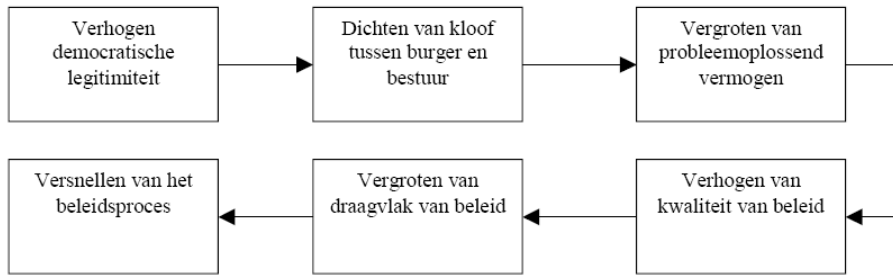 Verhogen
democratische
legitimiteit
Dichten van kloof
tussen burger en
bestuur
Vergroten van
probleemoplossend
vermogen
Versnellen van het
beleidsproces
Vergroten van
draagvlak van beleid
Verhogen van
kwaliteit van beleid